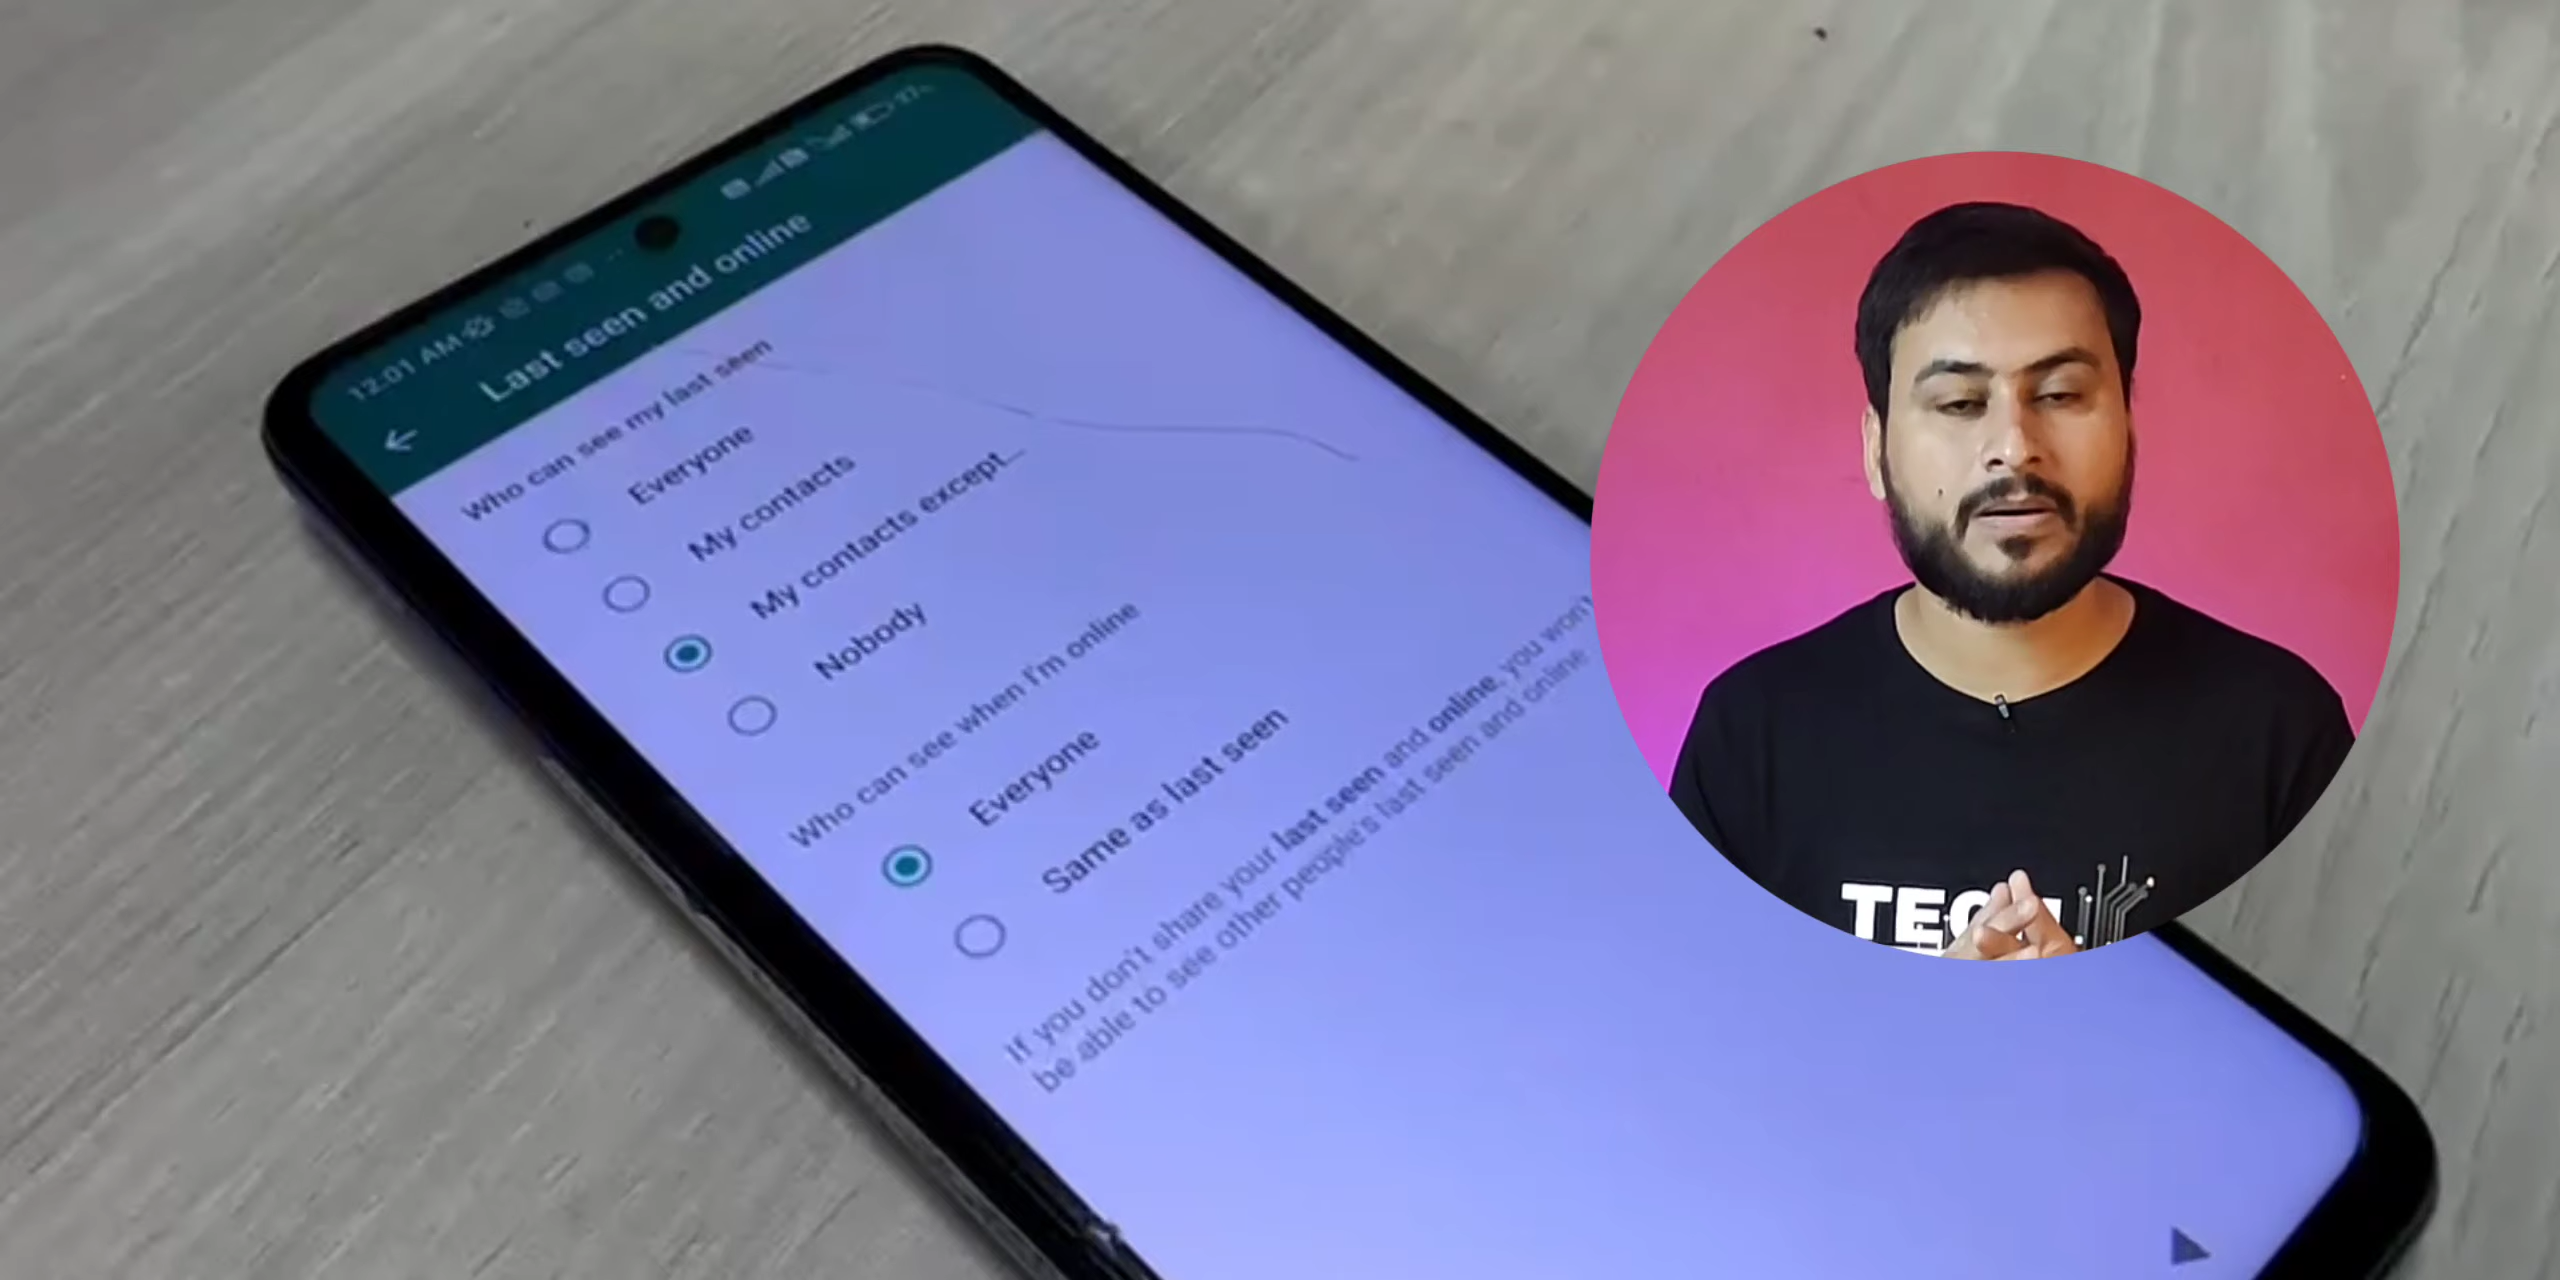 12:01 AM
Last seen and online
Who can see my last seen
Everyone
My contacts
My contacts except...
Nobody
Who can see when I'm online
Everyone
Same as last seen
If you don't share your last seen and online, you won't
be able to see other people's last seen and online